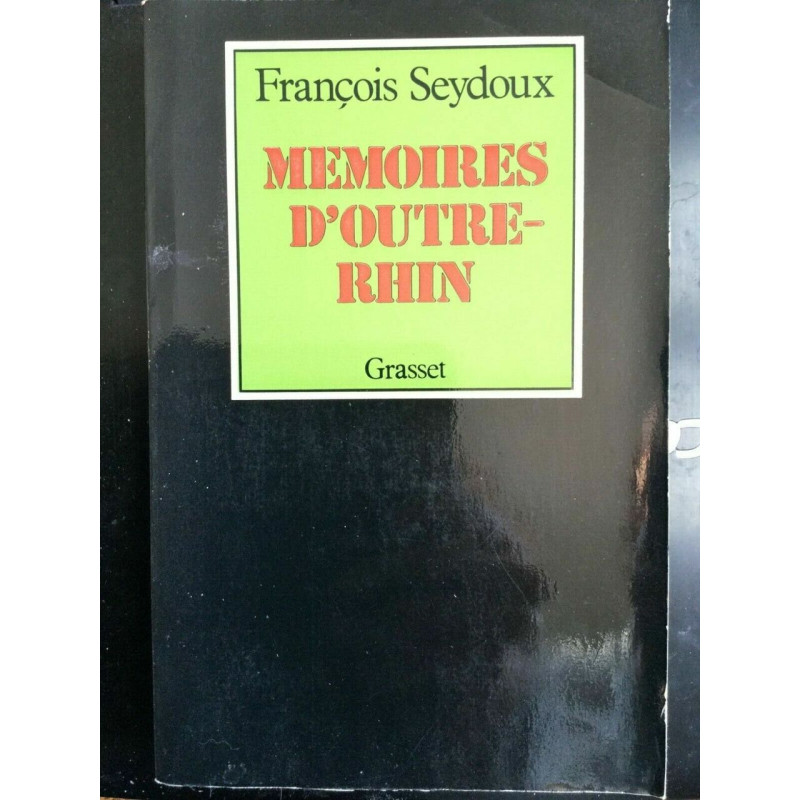 François Seydoux
MEMOIRES
D'OUTRE-
RHIN
Grasset